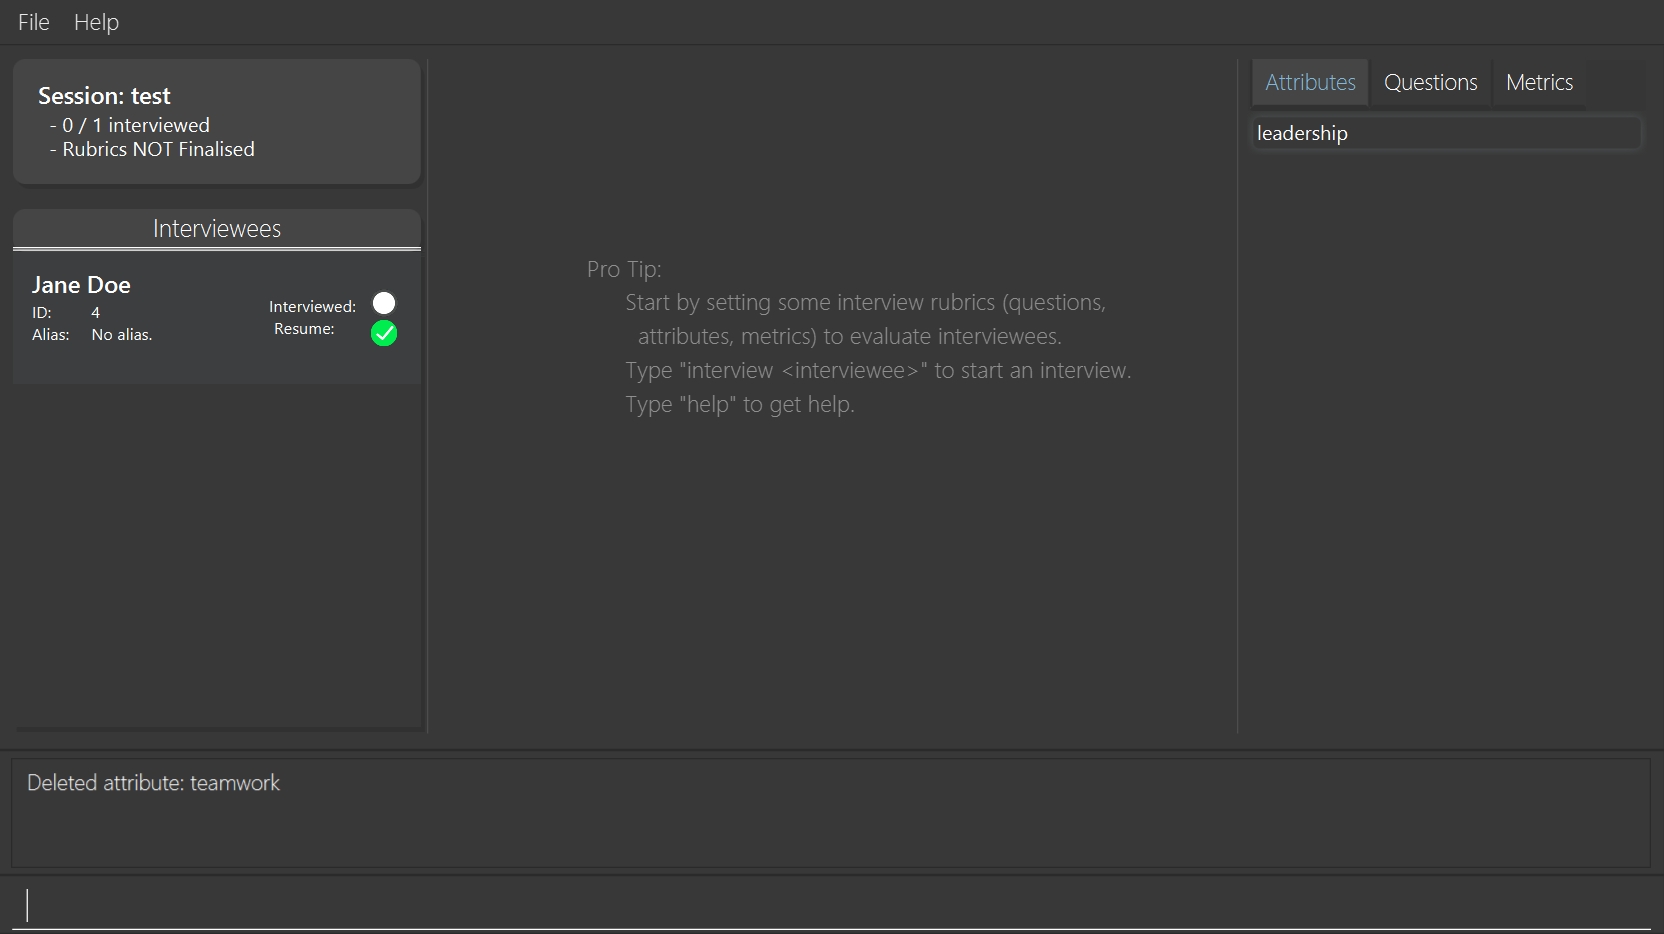 File Help
Session: test
- 0 / 1 interviewed
- Rubrics NOT Finalised
Interviewees
Jane Doe
ID: 4
Alias: No alias.
Interviewed:
Resume:
Pro Tip:
Start by setting some interview rubrics (questions,
attributes, metrics) to evaluate interviewees.
Type "interview <interviewee>" to start an interview.
Type "help" to get help.
Attributes Questions Metrics
leadership
Deleted attribute: teamwork